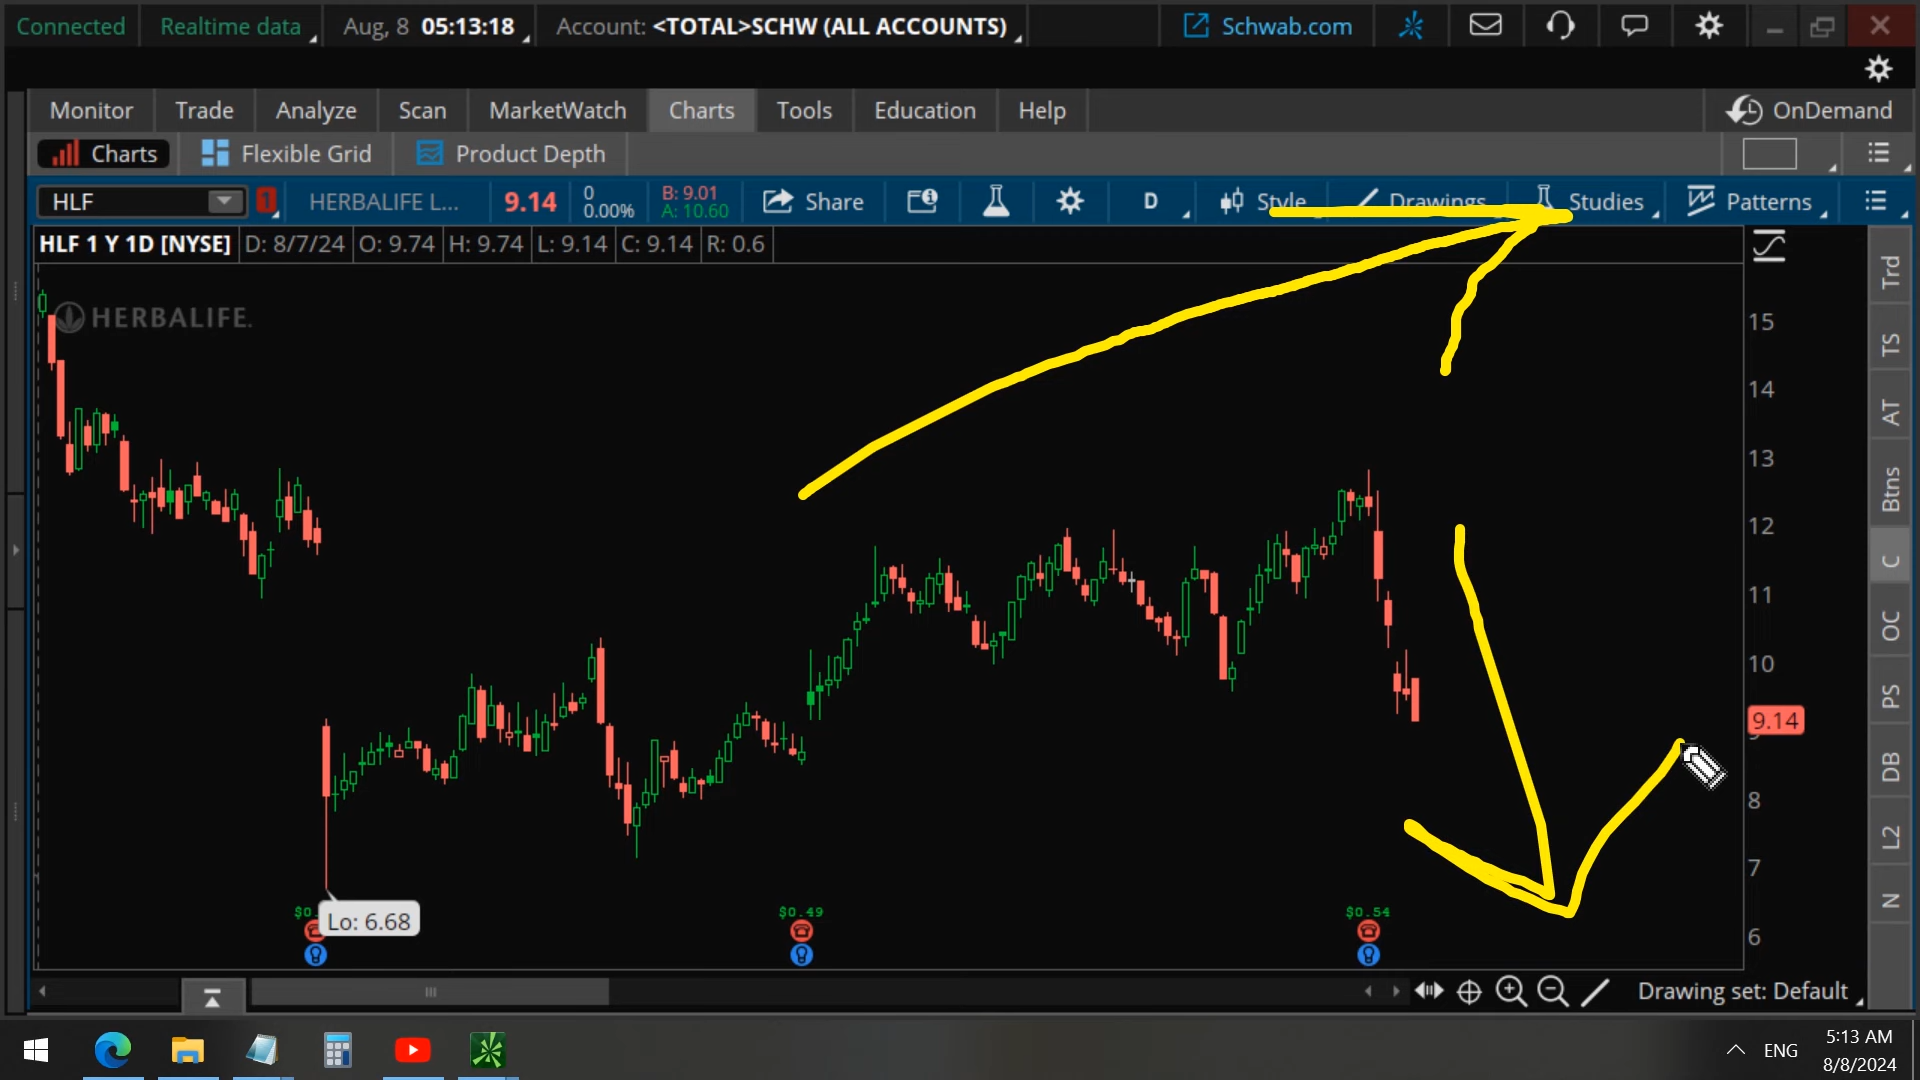 Connected Realtime data Aug, 8 05:13:18 Account: <TOTAL>SCHW (ALL ACCOUNTS) Schwab.com
Monitor Trade Analyze Scan MarketWatch Charts Tools Education Help OnDemand
Charts Flexible Grid Product Depth
HLF 1 HERBALIFE L... 9.14 0 0.00% B: 9.01 A: 10.60 Share D Style Drawings Studies Patterns
HLF 1 Y 1D [NYSE] D: 8/7/24 O: 9.74 H: 9.74 L: 9.14 C: 9.14 R: 0.6
HERBALIFE.
15
14
13
12
11
10
9.14
8
7
6
Trd
TS
AT
Btns
C
OC
PS
DB
L2
N
Lo: 6.68
$0.49
$0.54
Drawing set: Default
ENG
5:13 AM
8/8/2024